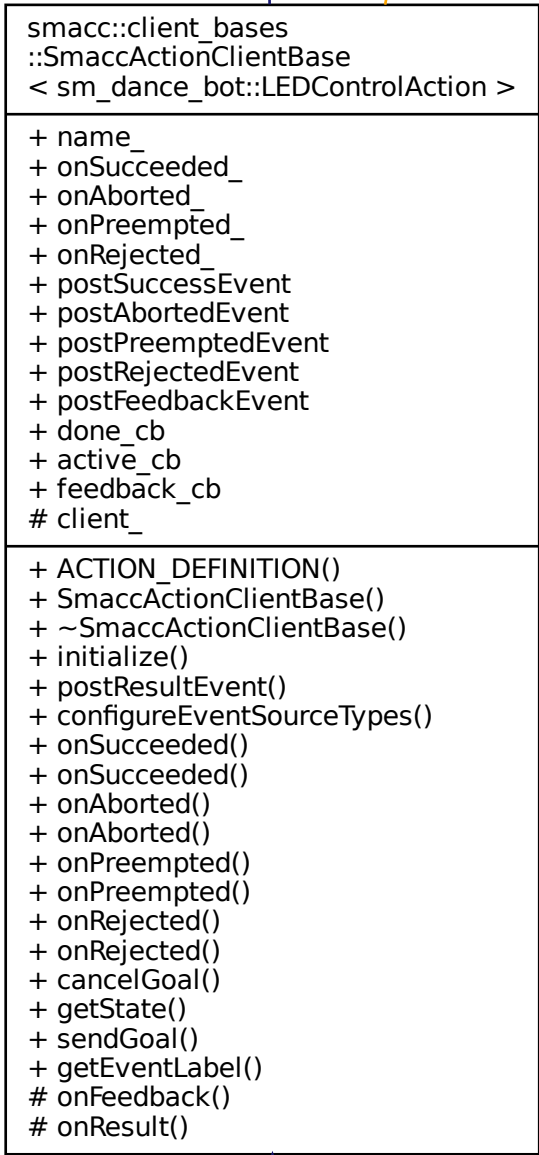 smacc::client_bases
::SmaccActionClientBase
< sm_dance_bot::LEDControlAction >
+ name_
+ onSucceeded_
+ onAborted_
+ onPreempted_
+ onRejected_
+ postSuccessEvent
+ postAbortedEvent
+ postPreemptedEvent
+ postRejectedEvent
+ postFeedbackEvent
+ done_cb
+ active_cb
+ feedback_cb
# client_
+ ACTION_DEFINITION()
+ SmaccActionClientBase()
+ ~SmaccActionClientBase()
+ initialize()
+ postResultEvent()
+ configureEventSourceTypes()
+ onSucceeded()
+ onSucceeded()
+ onAborted()
+ onAborted()
+ onPreempted()
+ onPreempted()
+ onRejected()
+ onRejected()
+ cancelGoal()
+ getState()
+ sendGoal()
+ getEventLabel()
# onFeedback()
# onResult()